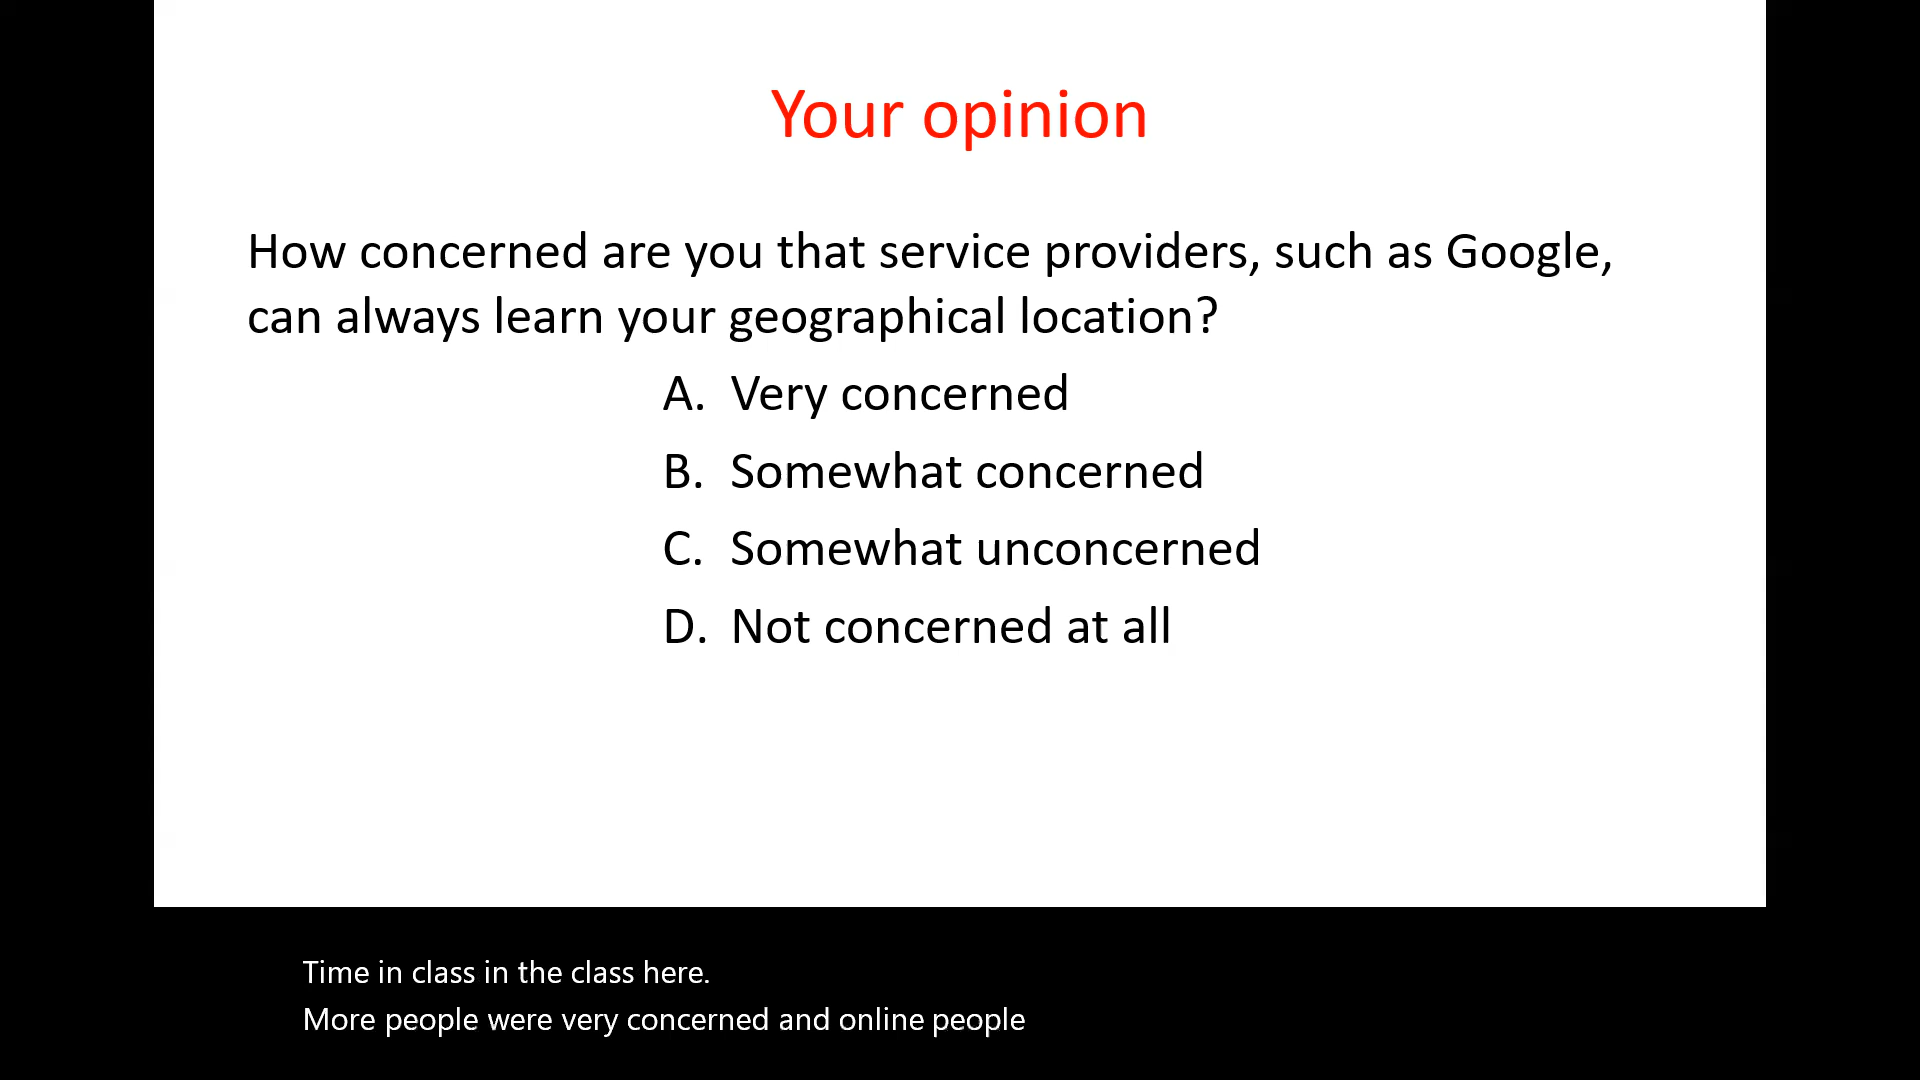 Your opinion
How concerned are you that service providers, such as Google,
can always learn your geographical location?
A. Very concerned
B. Somewhat concerned
C. Somewhat unconcerned
D. Not concerned at all
Time in class in the class here.
More people were very concerned and online people